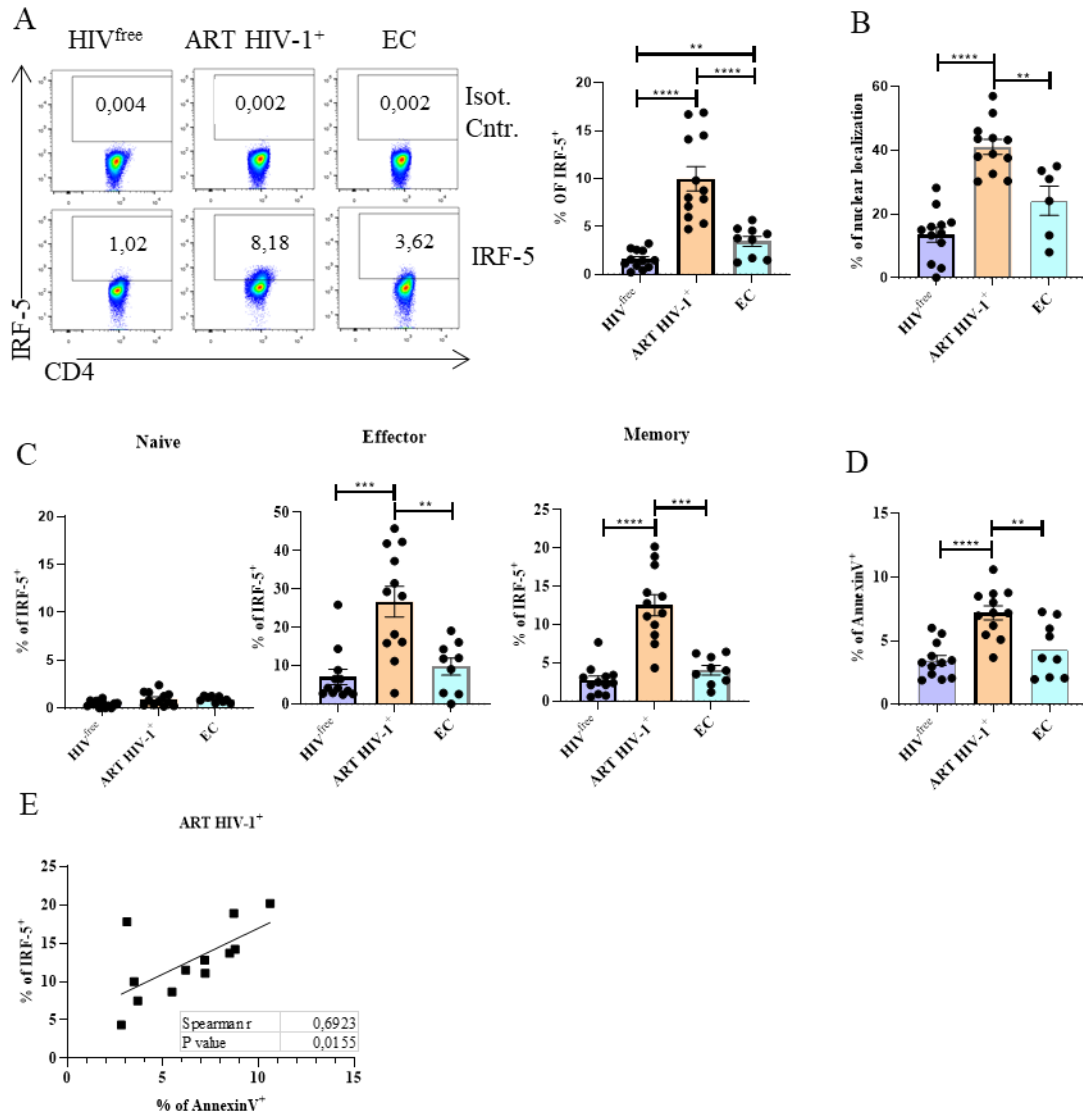 A
HIVfree ART HIV-1+ EC
0,004 0,002 0,002
Isot.
Cntr.
1,02 8,18 3,62
IRF-5
IRF-5
CD4
**
****
****
% OF IRF-5+
20
15
10
5
0
HIVfree ART HIV-1+ EC
B
****
**
% of nuclear localization
60
40
20
0
HIVfree ART HIV-1+ EC
C
Naive
% of IRF-5+
20
15
10
5
0
HIVfree ART HIV-1+ EC
Effector
***
**
% of IRF-5+
50
40
30
20
10
0
HIVfree ART HIV-1+ EC
Memory
***
****
% of IRF-5+
25
20
15
10
5
0
HIVfree ART HIV-1+ EC
D
**
****
% of AnnexinV+
15
10
5
0
HIVfree ART HIV-1+ EC
E
ART HIV-1+
% of IRF-5+
25
20
15
10
5
0
Spearman r 0,6923
P value 0,0155
0 5 10 15
% of AnnexinV+